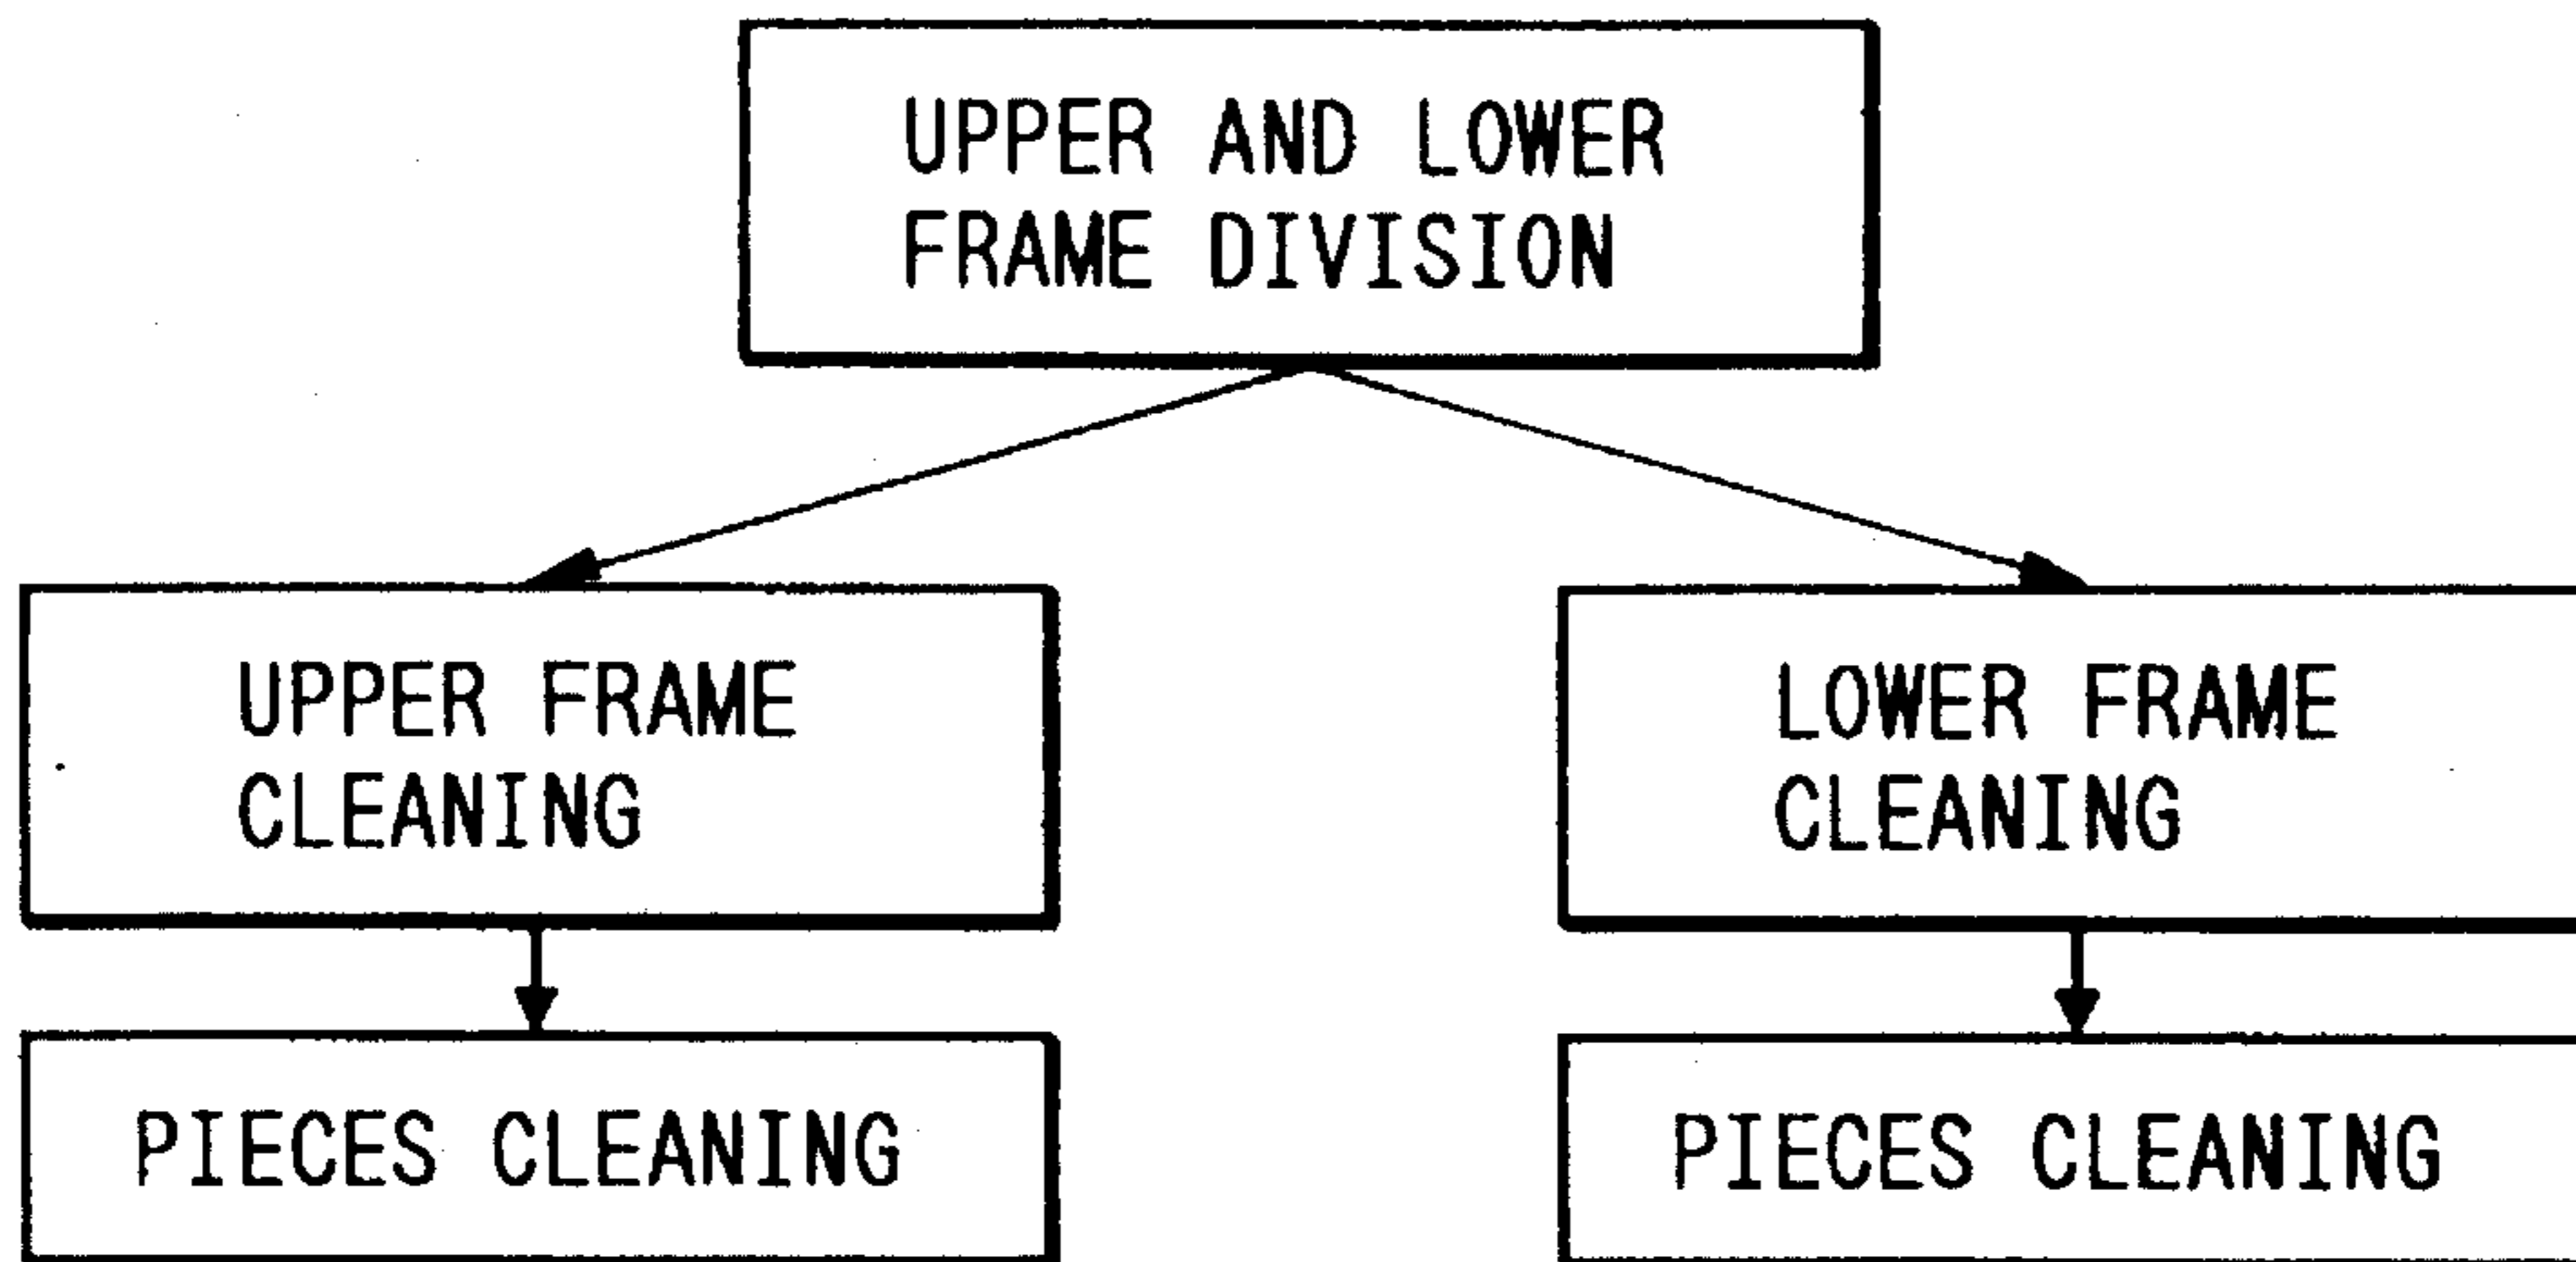 UPPER AND LOWER
FRAME DIVISION
UPPER FRAME
CLEANING
LOWER FRAME
CLEANING
PIECES CLEANING
PIECES CLEANING